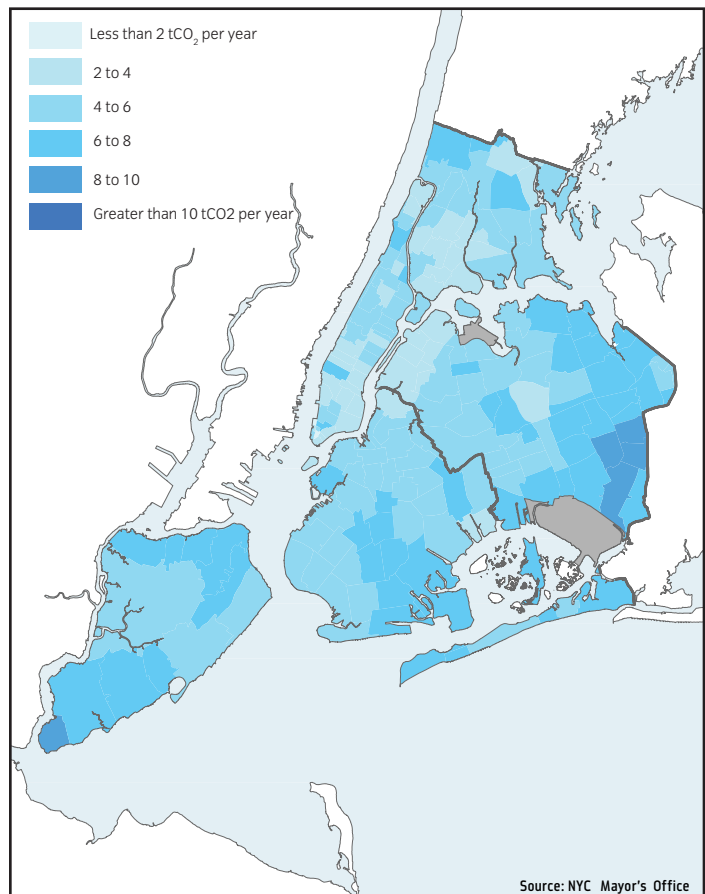 Less than 2 tCO₂ per year
2 to 4
4 to 6
6 to 8
8 to 10
Greater than 10 tCO2 per year
Source: NYC Mayor's Office